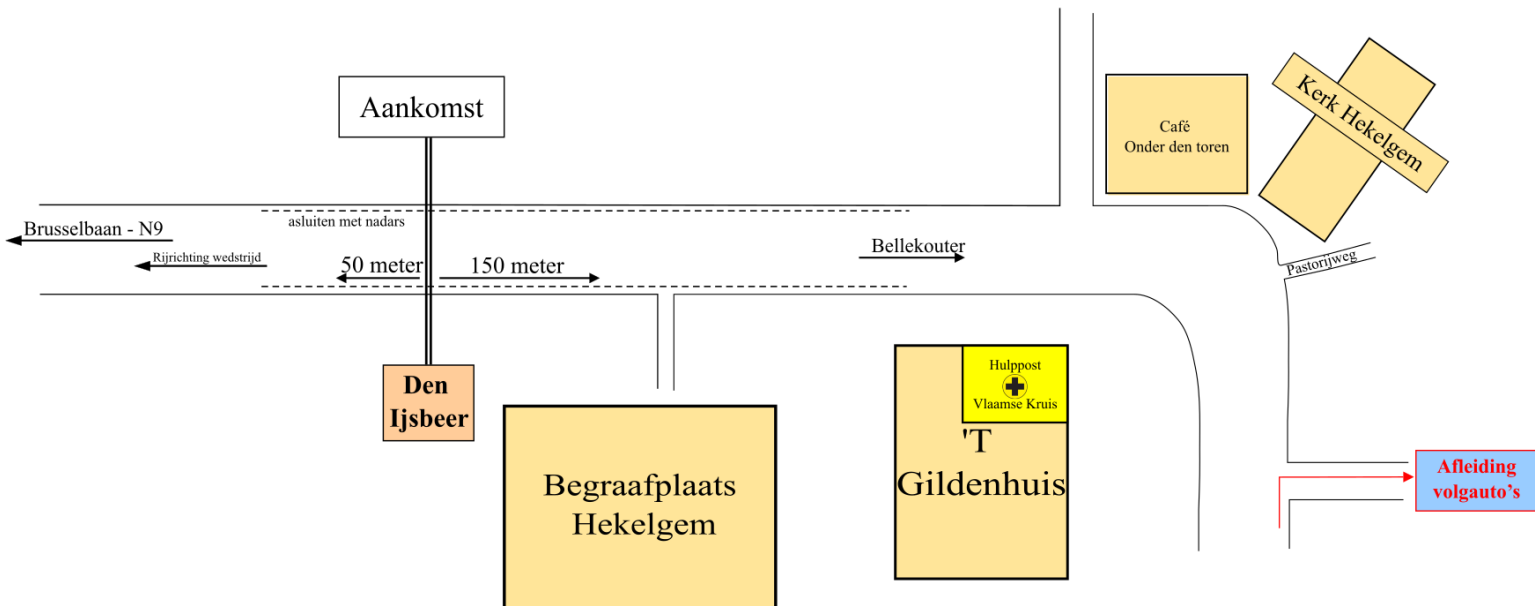 Aankomst
Café
Onder den toren
Kerk Hekelgem
asluiten met nadars
Brusselbaan - N9
Rijrichting wedstrijd
50 meter
150 meter
Bellekouter
Pastorijweg
Den
Ijsbeer
Hulppost
Vlaamse Kruis
'T
Gildenhuis
Begraafplaats
Hekelgem
Afleiding
volgauto’s